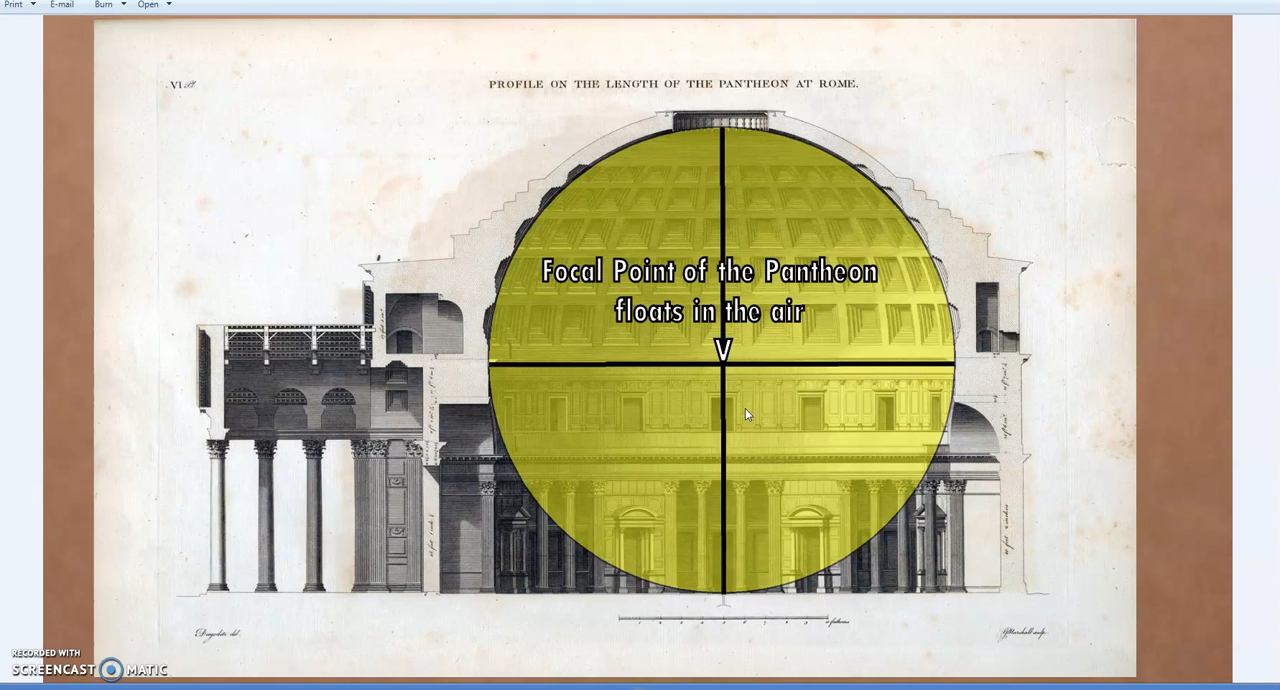 Print E-mail Burn Open
VI Pl
PROFILE ON THE LENGTH OF THE PANTHEON AT ROME.
Focal Point of the Pantheon
floats in the air
V
RECORDED WITH
SCREENCAST MATIC